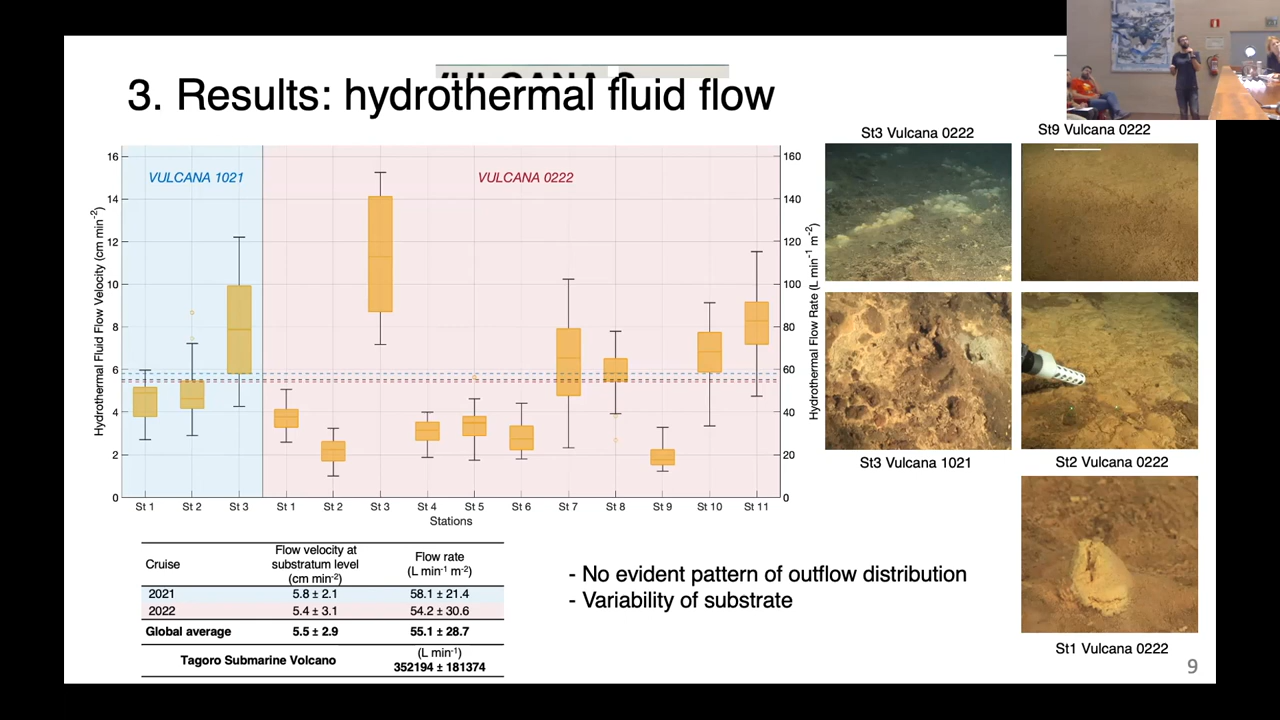 3. Results: hydrothermal fluid flow
St3 Vulcana 0222
St9 Vulcana 0222
VULCANA 1021
VULCANA 0222
Hydrothermal Fluid Flow Velocity (cm min⁻²)
16
14
12
10
8
6
4
2
0
160
140
120
100
80
60
40
20
0
Hydrothermal Flow Rate (L min⁻¹ m⁻²)
St 1 St 2 St 3 St 1 St 2 St 3 St 4 St 5 St 6 St 7 St 8 St 9 St 10 St 11
Stations
St3 Vulcana 1021
St2 Vulcana 0222
St1 Vulcana 0222
Cruise Flow velocity at substratum level (cm min⁻²) Flow rate (L min⁻¹ m⁻²)
2021 5.8 ± 2.1 58.1 ± 21.4
2022 5.4 ± 3.1 54.2 ± 30.6
Global average 5.5 ± 2.9 55.1 ± 28.7
Tagoro Submarine Volcano (L min⁻¹) 352194 ± 181374
- No evident pattern of outflow distribution
- Variability of substrate
9